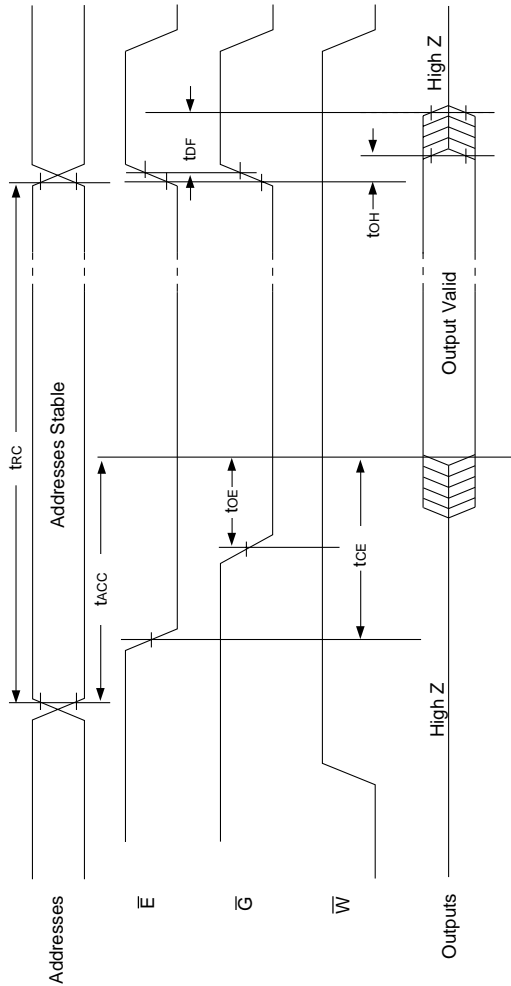 Addresses
tRC
Addresses Stable
tACC
E̅
G̅
tOE
tDF
W̅
tCE
tOH
Outputs
High Z
Output Valid
High Z